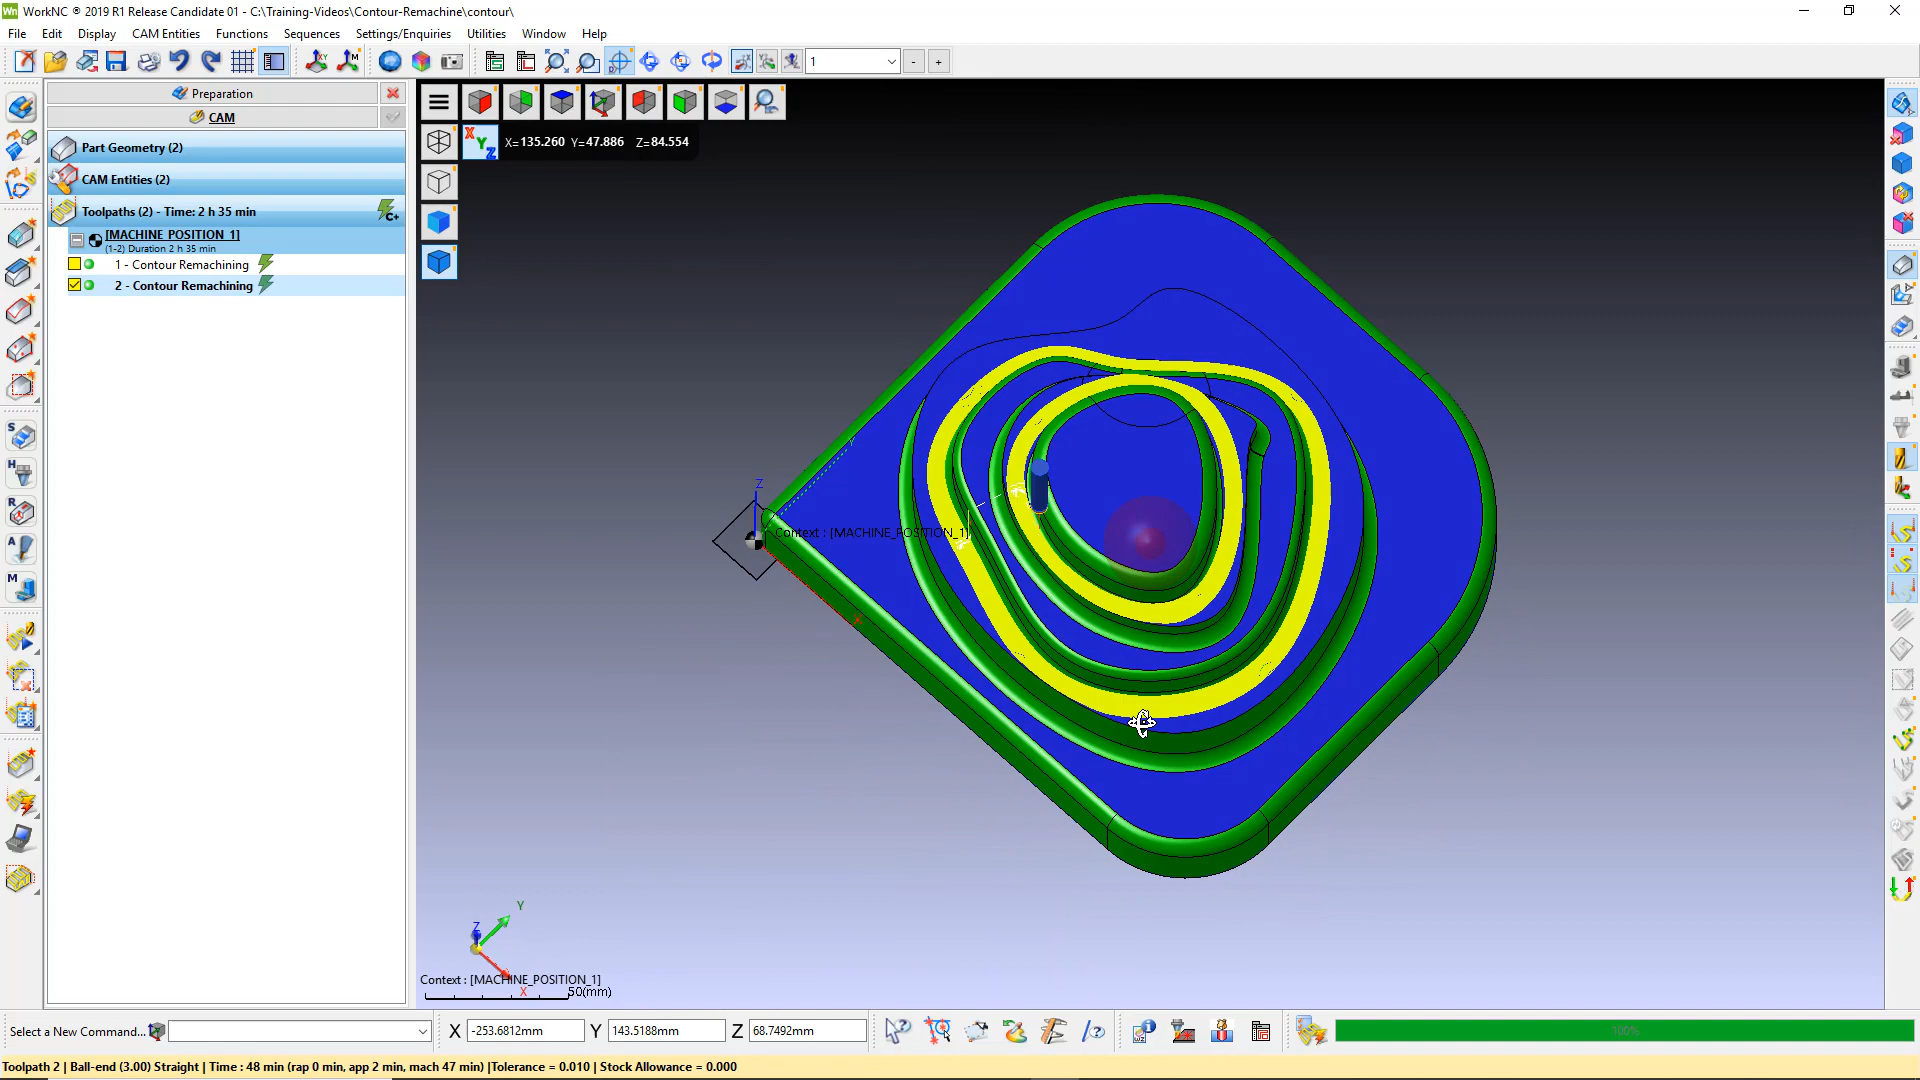 WorkNC ® 2019 R1 Release Candidate 01 - C:\Training-Videos\Contour-Remachine\contour\
File Edit Display CAM Entities Functions Sequences Settings/Enquiries Utilities Window Help
1 - +
Preparation
CAM
X=135.260 Y=47.886 Z=84.554
Part Geometry (2)
CAM Entities (2)
Toolpaths (2) - Time: 2 h 35 min
[MACHINE_POSITION_1]
(1-2) Duration 2 h 35 min
1 - Contour Remachining
2 - Contour Remachining
Y
Z
Context : [MACHINE_POSITION_1]
X
Y
Z
Context : [MACHINE_POSITION_1]
X 50(mm)
Select a New Command... X -253.6812mm Y 143.5188mm Z 68.7492mm 100%
Toolpath 2 | Ball-end (3.00) Straight | Time : 48 min (rap 0 min, app 2 min, mach 47 min) |Tolerance = 0.010 | Stock Allowance = 0.000